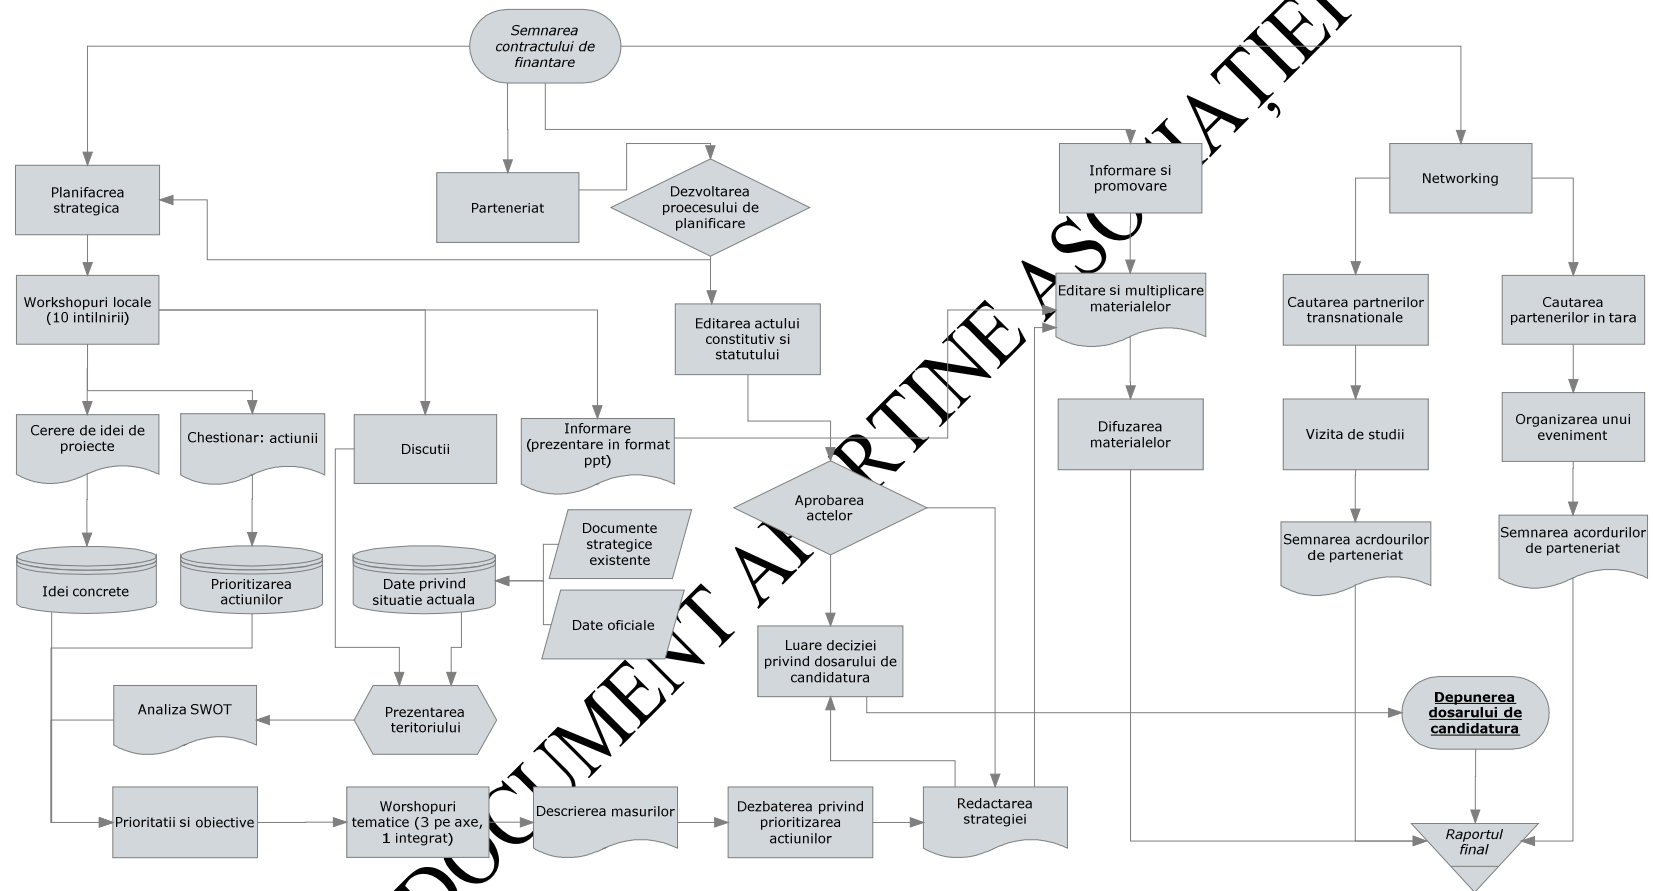 Semnarea
contractului de
finantare
Planifacrea
strategica
Parteneriat
Dezvoltarea
proecesului de
planificare
Informare si
promovare
Networking
Workshopuri locale
(10 intilnirii)
Editarea actului
constitutiv si
statutului
Editare si multiplicare
materialelor
Cautarea partnerilor
transnationale
Cautarea
partenerilor in tara
Cerere de idei de
proiecte
Chestionar: actiunii
Discutii
Informare
(prezentare in format
ppt)
Difuzarea
materialelor
Vizita de studii
Organizarea unui
eveniment
Aprobarea
actelor
Documente
strategice
existente
Semnarea acrdourilor
de parteneriat
Semnarea acordurilor
de parteneriat
Idei concrete
Prioritizarea
actiunilor
Date privind
situatie actuala
Date oficiale
Luare deciziei
privind dosarului de
candidatura
Analiza SWOT
Prezentarea
teritoriului
Depunerea
dosarului de
candidatura
Prioritatii si obiective
Worshopuri
tematice (3 pe axe,
1 integrat)
Descrierea masurilor
Dezbaterea privind
prioritizarea
actiunilor
Redactarea
strategiei
Raportul
final
DOCUMENT APARTINE ASOCIAȚIEI